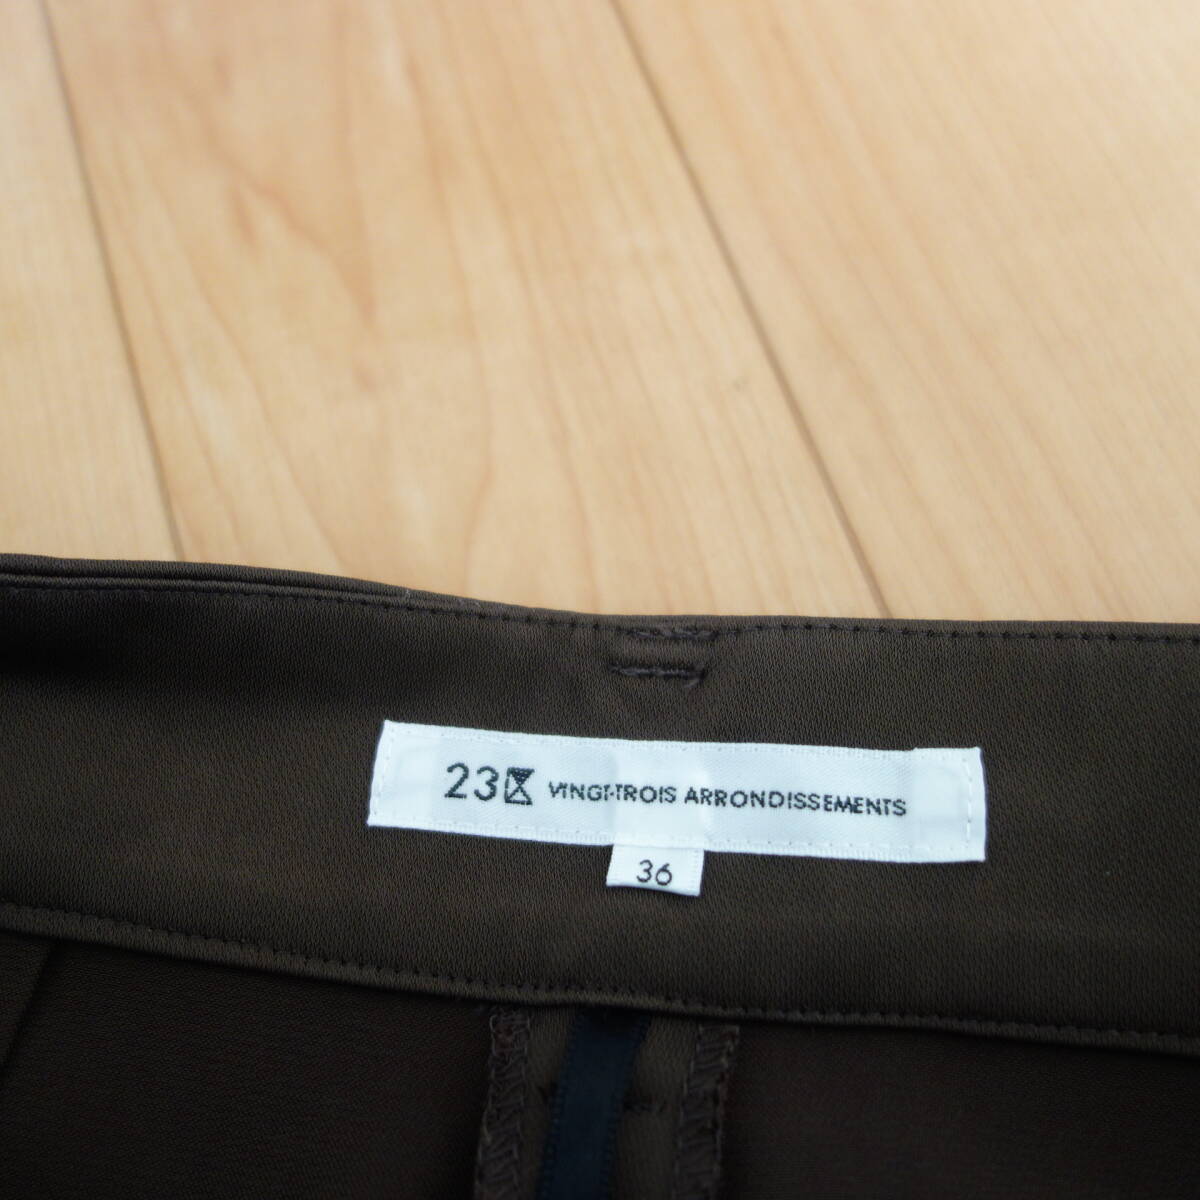 23区 VINGT-TROIS ARRONDISSEMENTS
36